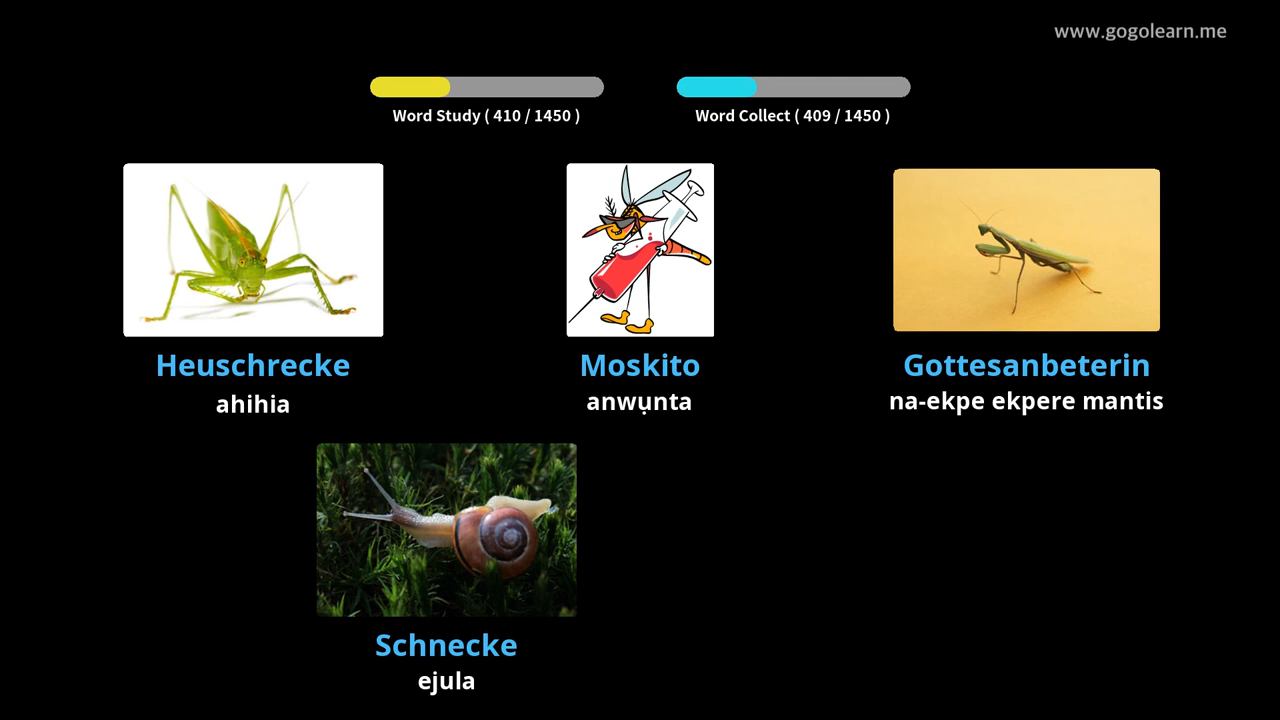 www.gogolearn.me
Word Study ( 410 / 1450 )
Word Collect ( 409 / 1450 )
Heuschrecke
ahihia
Moskito
anwụnta
Gottesanbeterin
na-ekpe ekpere mantis
Schnecke
ejula